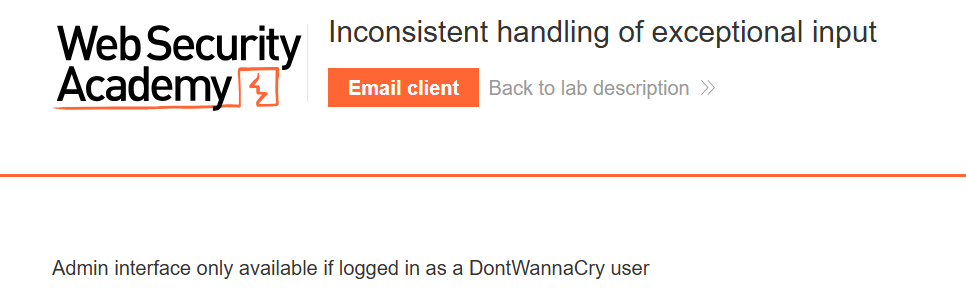 Web Security
Academy
Inconsistent handling of exceptional input
Email client
Back to lab description
Admin interface only available if logged in as a DontWannaCry user